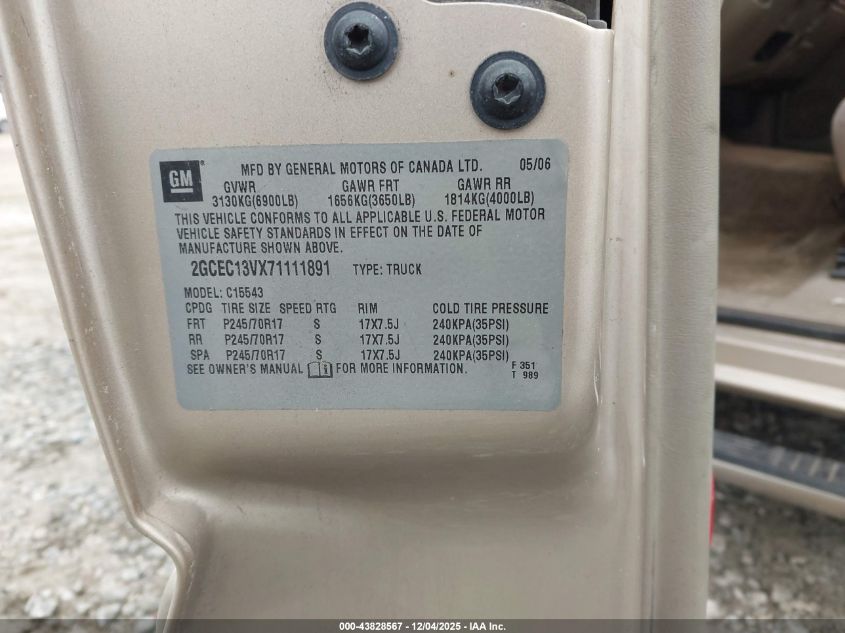 GM
MFD BY GENERAL MOTORS OF CANADA LTD. 05/06
GVWR GAWR FRT GAWR RR
3130KG(6900LB) 1656KG(3650LB) 1814KG(4000LB)
THIS VEHICLE CONFORMS TO ALL APPLICABLE U.S. FEDERAL MOTOR
VEHICLE SAFETY STANDARDS IN EFFECT ON THE DATE OF
MANUFACTURE SHOWN ABOVE.
2GCEC13VX71111891 TYPE: TRUCK
MODEL: C15543
CPDG TIRE SIZE SPEED RTG RIM COLD TIRE PRESSURE
FRT P245/70R17 S 17X7.5J 240KPA(35PSI)
RR P245/70R17 S 17X7.5J 240KPA(35PSI)
SPA P245/70R17 S 17X7.5J 240KPA(35PSI)
SEE OWNER'S MANUAL FOR MORE INFORMATION.
F 351
T 989
000-43828567 - 12/04/2025 - IAA Inc.